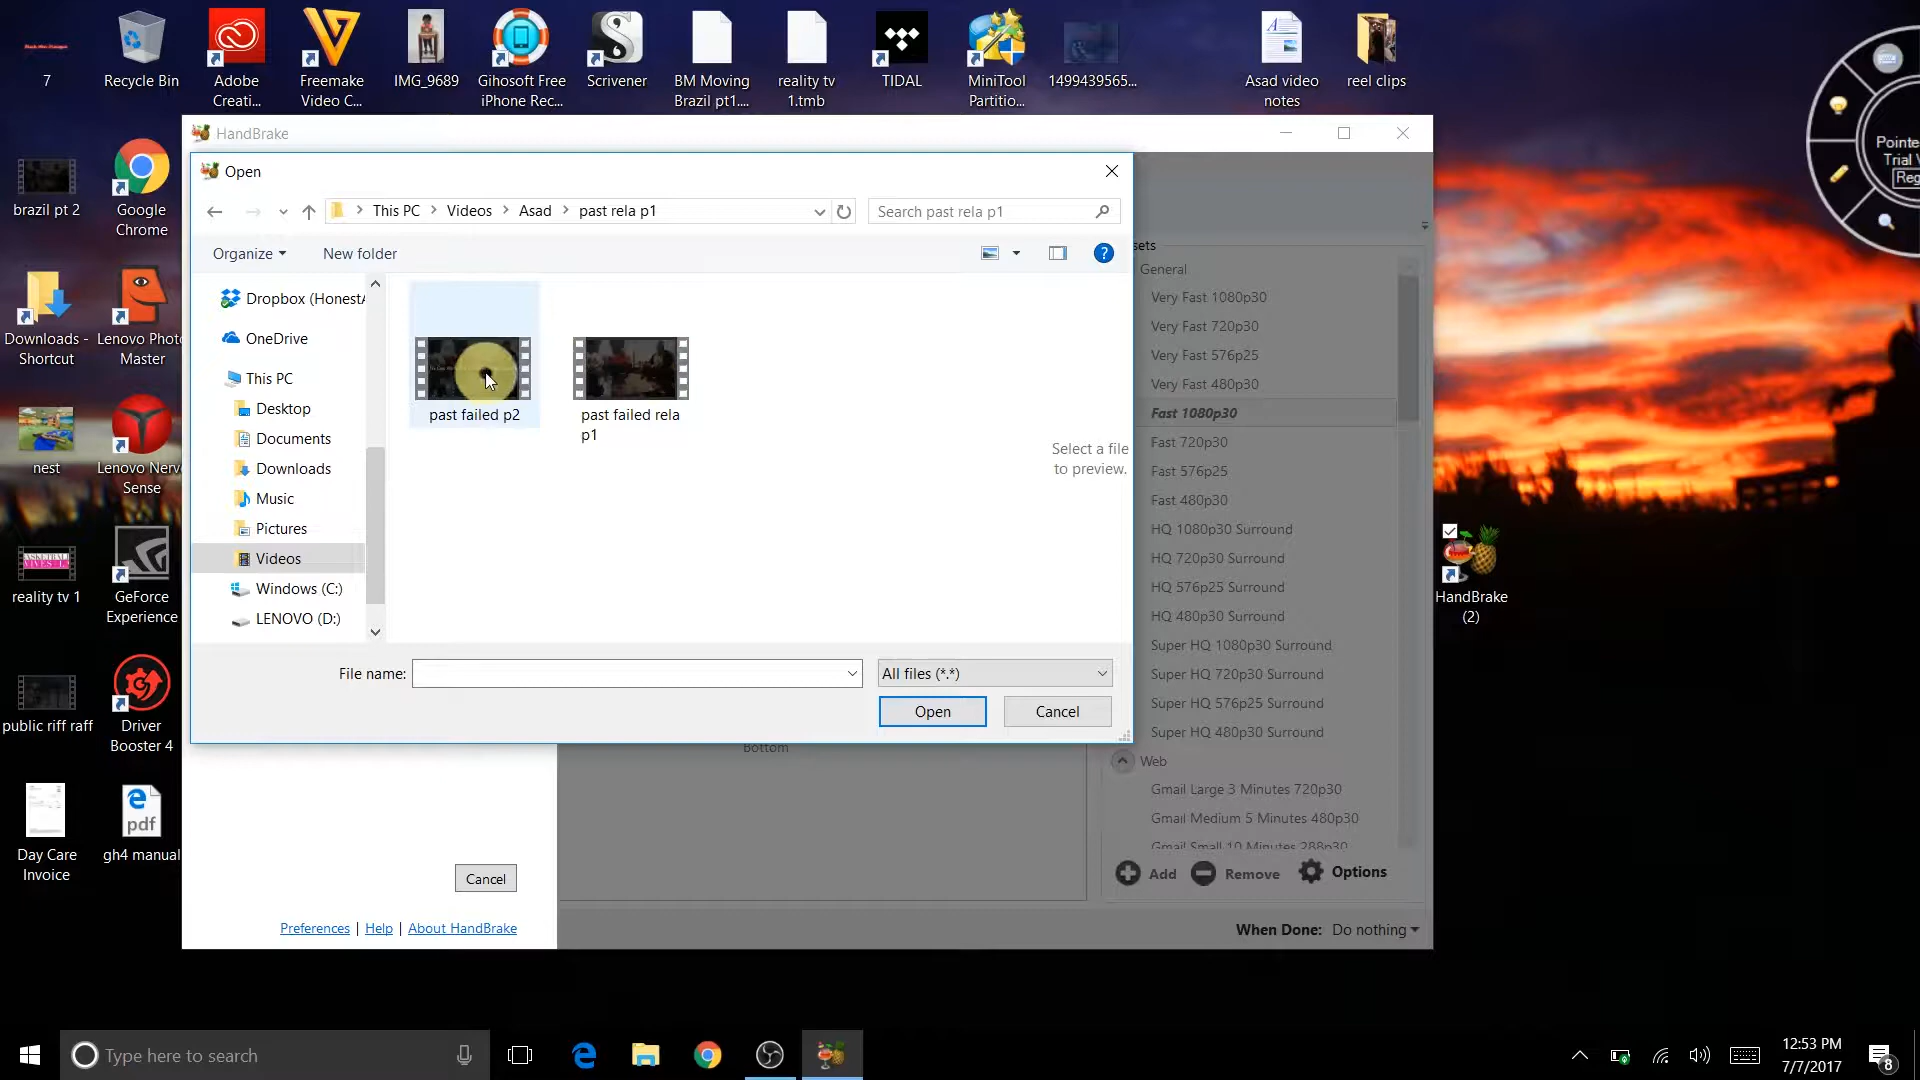 7
Recycle Bin
Adobe
Creati...
Freemake
Video C...
IMG_9689
Gihosoft Free
iPhone Rec...
Scrivener
BM Moving
Brazil pt1....
reality tv
1.tmb
TIDAL
MiniTool
Partitio...
1499439565...
Asad video
notes
reel clips
Pointe
Trial V
Reg
brazil pt 2
Google
Chrome
Downloads -
Shortcut
Lenovo Phot
Master
nest
Lenovo Nerv
Sense
reality tv 1
GeForce
Experience
public riff raff
Driver
Booster 4
Day Care
Invoice
pdf
gh4 manual
HandBrake
(2)
HandBrake
Open
This PC
Videos
Asad
past rela p1
Search past rela p1
Organize
New folder
Dropbox (HonestA
OneDrive
This PC
Desktop
Documents
Downloads
Music
Pictures
Videos
Windows (C:)
LENOVO (D:)
past failed p2
past failed rela
p1
Select a file
to preview.
File name:
All files (*.*)
Open
Cancel
sets
General
Very Fast 1080p30
Very Fast 720p30
Very Fast 576p25
Very Fast 480p30
Fast 1080p30
Fast 720p30
Fast 576p25
Fast 480p30
HQ 1080p30 Surround
HQ 720p30 Surround
HQ 576p25 Surround
HQ 480p30 Surround
Super HQ 1080p30 Surround
Super HQ 720p30 Surround
Super HQ 576p25 Surround
Super HQ 480p30 Surround
Web
Gmail Large 3 Minutes 720p30
Gmail Medium 5 Minutes 480p30
Gmail Small 10 Minutes 288p30
Bottom
Add
Remove
Options
Cancel
Preferences | Help | About HandBrake
When Done: Do nothing
Type here to search
12:53 PM
7/7/2017
8